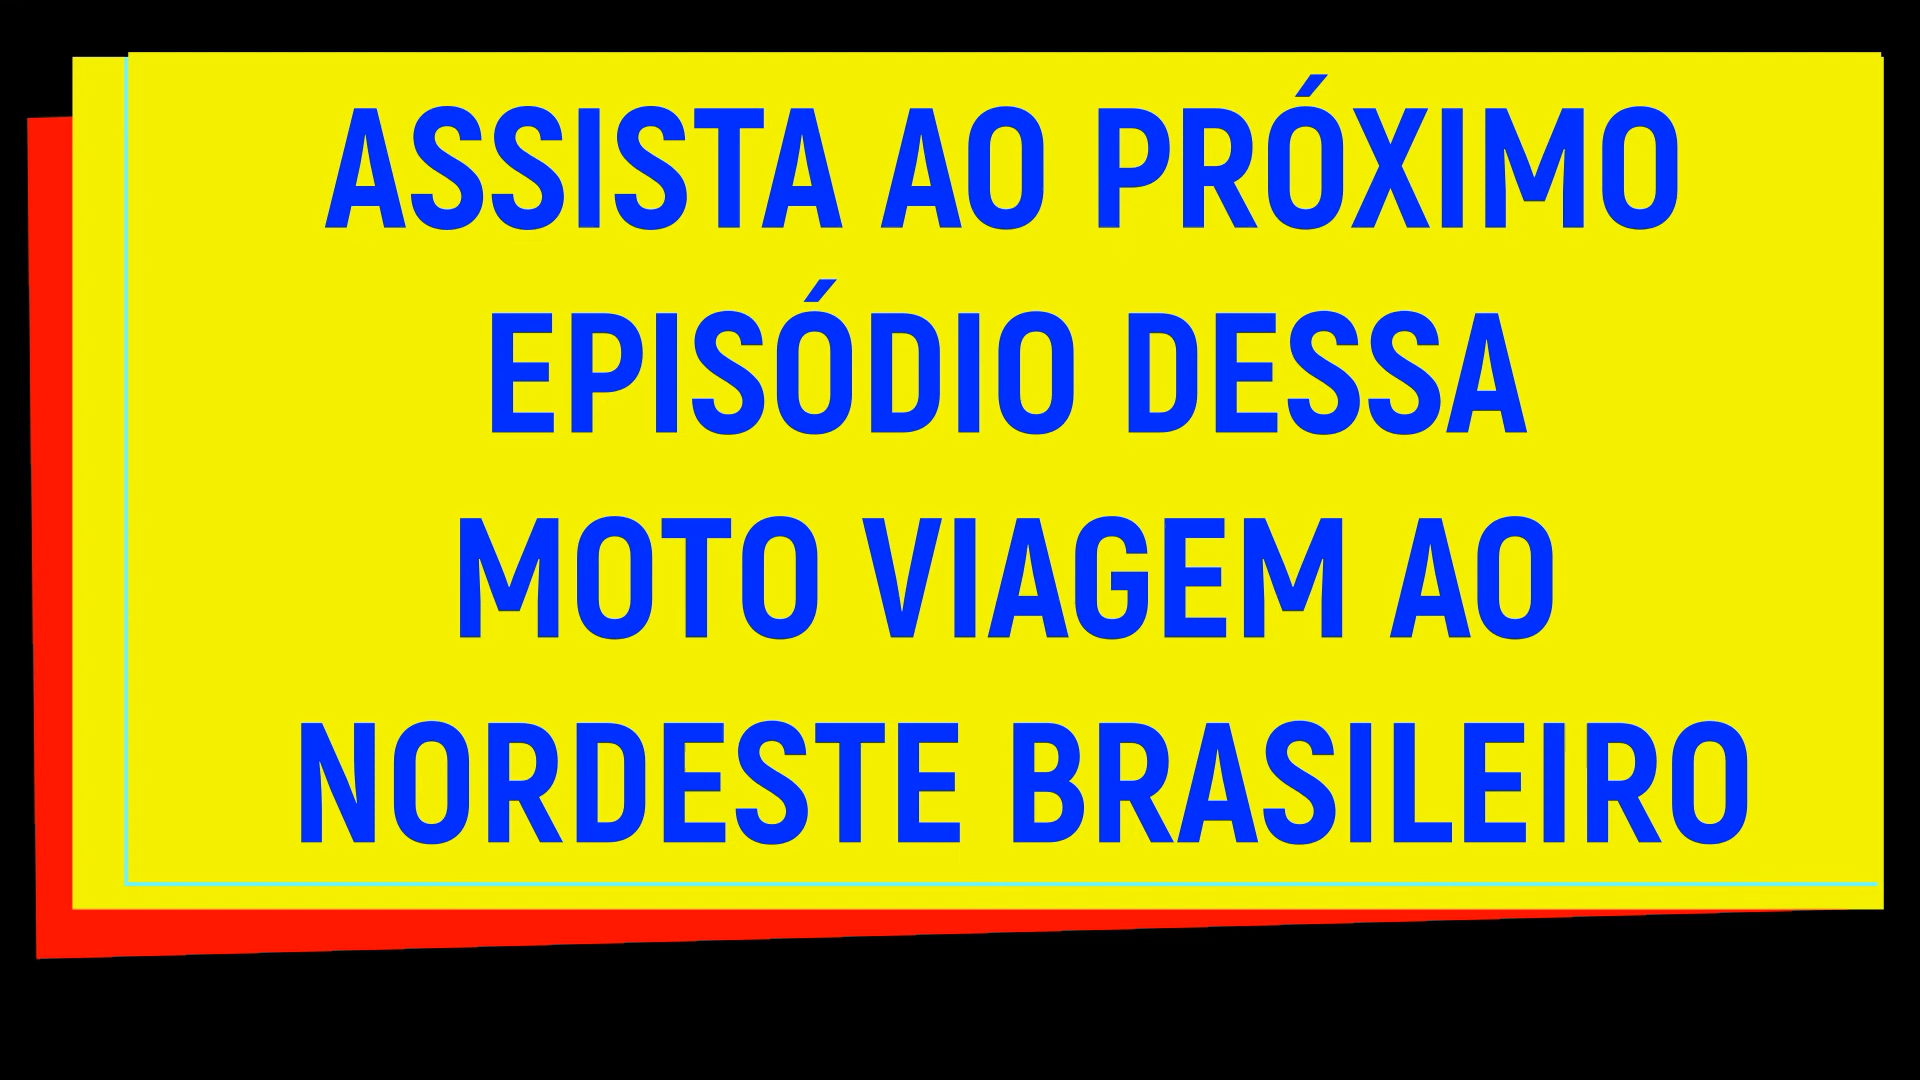 ASSISTA AO PRÓXIMO
EPISÓDIO DESSA
MOTO VIAGEM AO
NORDESTE BRASILEIRO